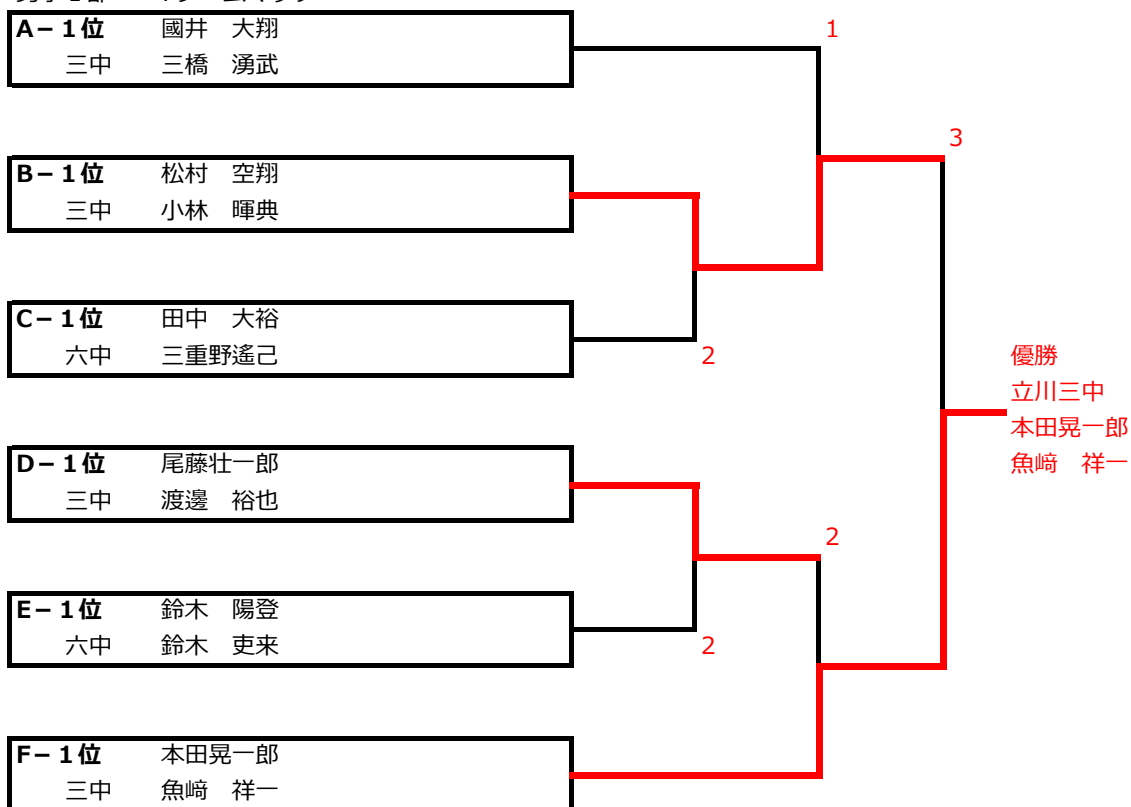 A－1位 國井 大翔
三中 三橋 湧武
1
3
B－1位 松村 空翔
三中 小林 暉典
C－1位 田中 大裕
六中 三重野遙己
2
優勝
立川三中
本田晃一郎
魚﨑 祥一
D－1位 尾藤壮一郎
三中 渡邊 裕也
2
E－1位 鈴木 陽登
六中 鈴木 吏来
2
F－1位 本田晃一郎
三中 魚﨑 祥一